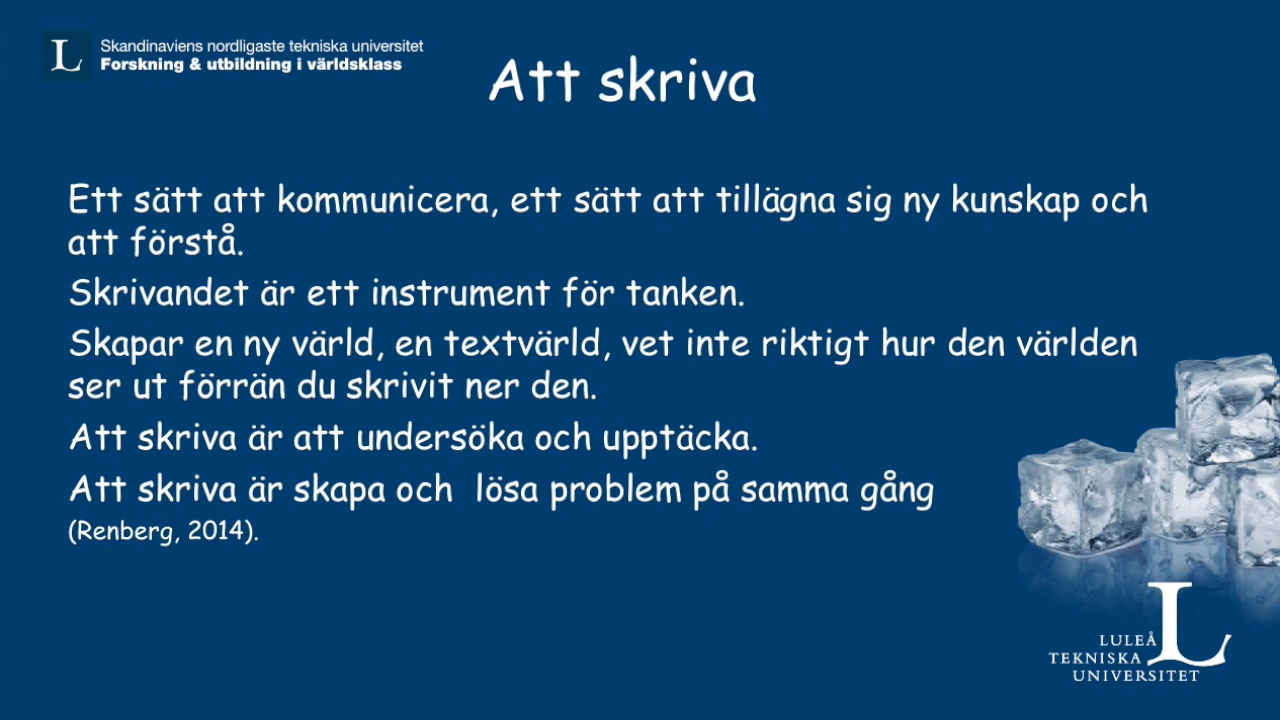 Skandinaviens nordligaste tekniska universitet
Forskning & utbildning i världsklass
Att skriva
Ett sätt att kommunicera, ett sätt att tillägna sig ny kunskap och
att förstå.
Skrivandet är ett instrument för tanken.
Skapar en ny värld, en textvärld, vet inte riktigt hur den världen
ser ut förrän du skrivit ner den.
Att skriva är att undersöka och upptäcka.
Att skriva är skapa och  lösa problem på samma gång
(Renberg, 2014).
LULEÅ
TEKNISKA
UNIVERSITET